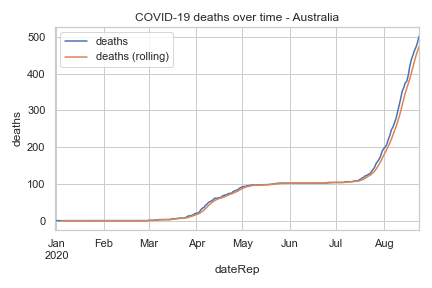 COVID-19 deaths over time - Australia
deaths
deaths (rolling)
500
400
300
200
100
0
deaths
Jan Feb Mar Apr May Jun Jul Aug
2020
dateRep